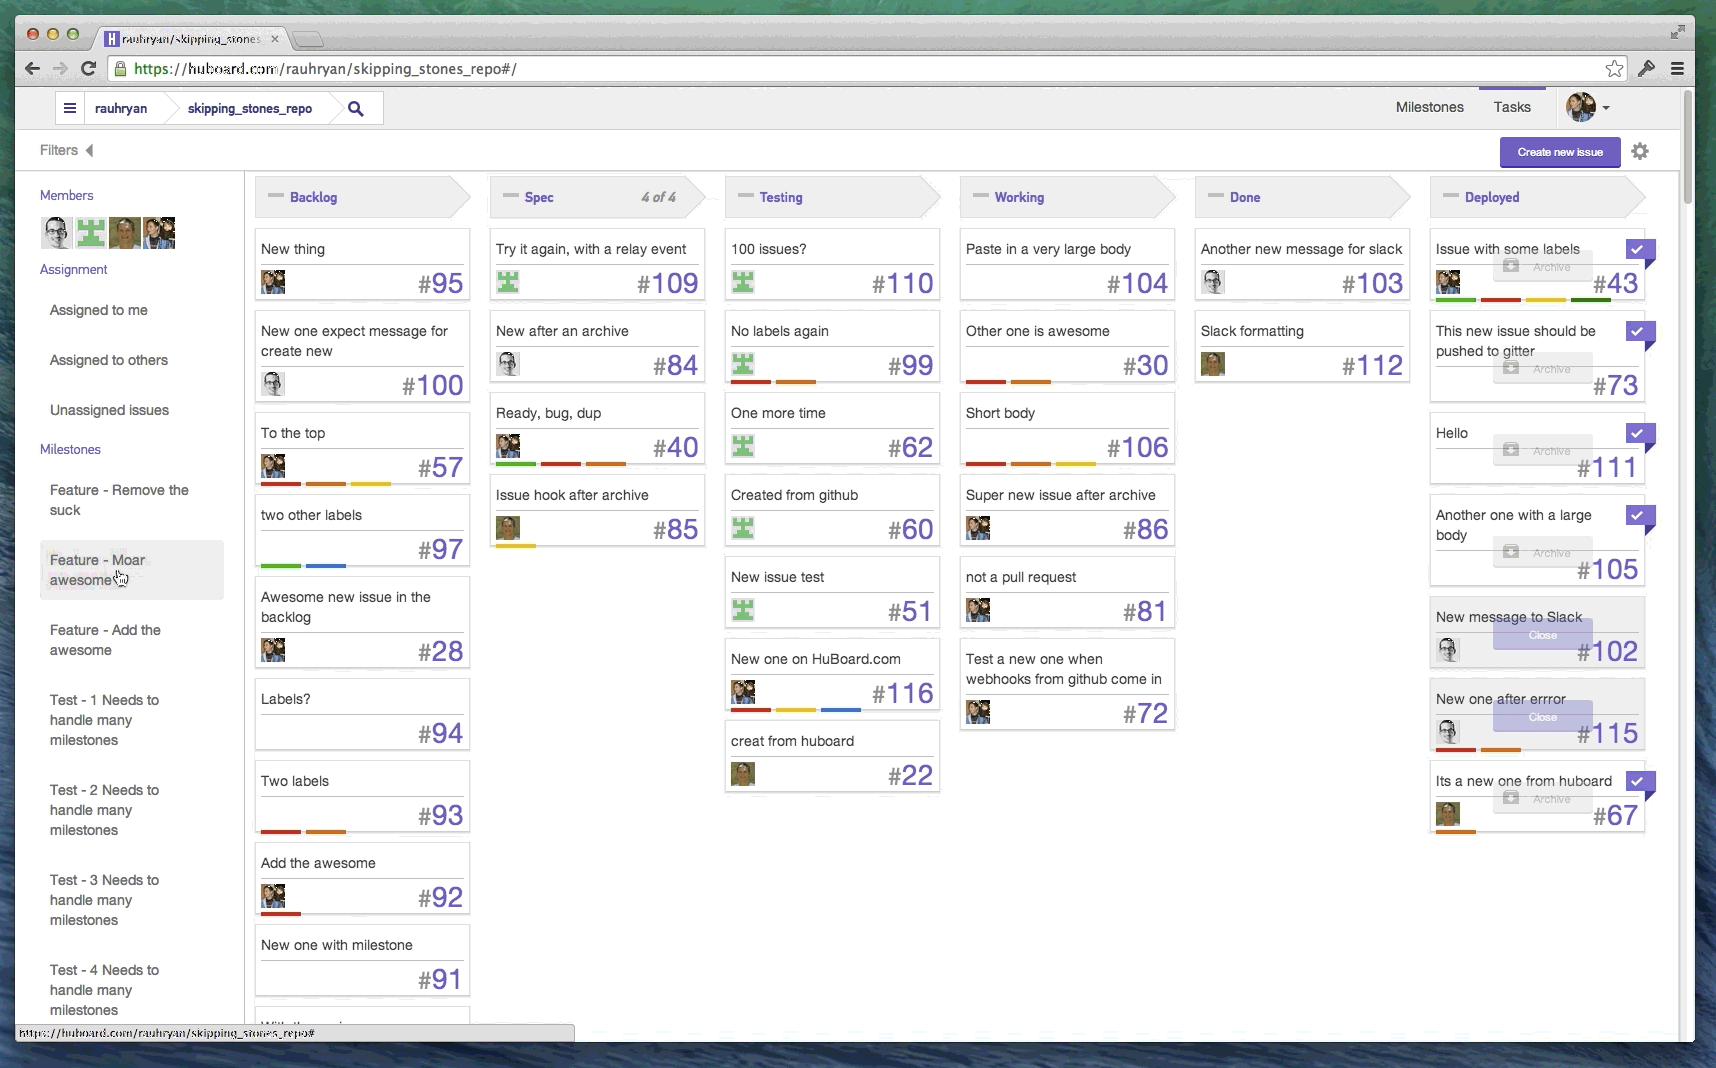 rauhryan/skipping_stones
https://huboard.com/rauhryan/skipping_stones_repo#/
rauhryan
skipping_stones_repo
Milestones
Tasks
Filters
Create new issue
Members
Assignment
Assigned to me
Assigned to others
Unassigned issues
Milestones
Feature - Remove the
suck
Feature - Moar
awesome
Feature - Add the
awesome
Test - 1 Needs to
handle many
milestones
Test - 2 Needs to
handle many
milestones
Test - 3 Needs to
handle many
milestones
Test - 4 Needs to
handle many
milestones
Backlog
New thing
#95
New one expect message for
create new
#100
To the top
#57
two other labels
#97
Awesome new issue in the
backlog
#28
Labels?
#94
Two labels
#93
Add the awesome
#92
New one with milestone
#91
Spec
4 of 4
Try it again, with a relay event
#109
New after an archive
#84
Ready, bug, dup
#40
Issue hook after archive
#85
Testing
100 issues?
#110
No labels again
#99
One more time
#62
Created from github
#60
New issue test
#51
New one on HuBoard.com
#116
creat from huboard
#22
Working
Paste in a very large body
#104
Other one is awesome
#30
Short body
#106
Super new issue after archive
#86
not a pull request
#81
Test a new one when
webhooks from github come in
#72
Done
Another new message for slack
#103
Slack formatting
#112
Deployed
Issue with some labels
Archive
#43
This new issue should be
pushed to gitter
Archive
#73
Hello
Archive
#111
Another one with a large
body
Archive
#105
New message to Slack
Close
#102
New one after errror
Close
#115
Its a new one from huboard
Archive
#67
https://huboard.com/rauhryan/skipping_stones_repo#